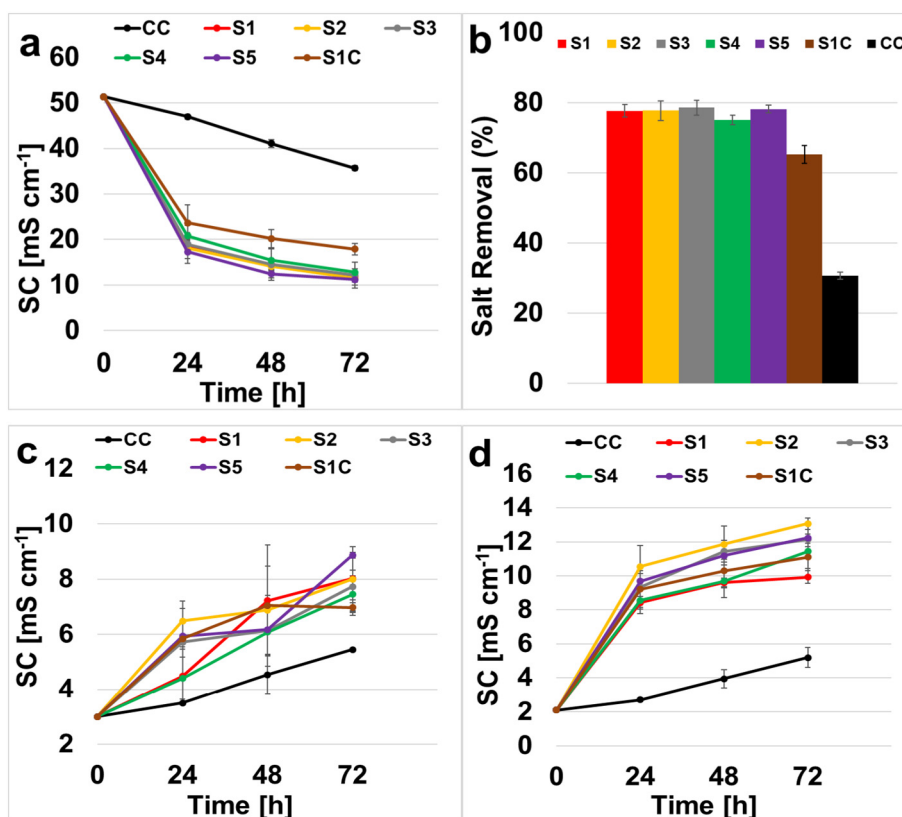 a
CC S1 S2 S3
S4 S5 S1C
60
50
40
30
20
10
0
SC [mS cm⁻¹]
0 24 48 72
Time [h]
b
100
80
60
40
20
0
Salt Removal (%)
S1 S2 S3 S4 S5 S1C CC
c
CC S1 S2 S3
S4 S5 S1C
12
10
8
6
4
2
SC [mS cm⁻¹]
0 24 48 72
Time [h]
d
CC S1 S2 S3
S4 S5 S1C
16
14
12
10
8
6
4
2
0
SC [mS cm⁻¹]
0 24 48 72
Time [h]